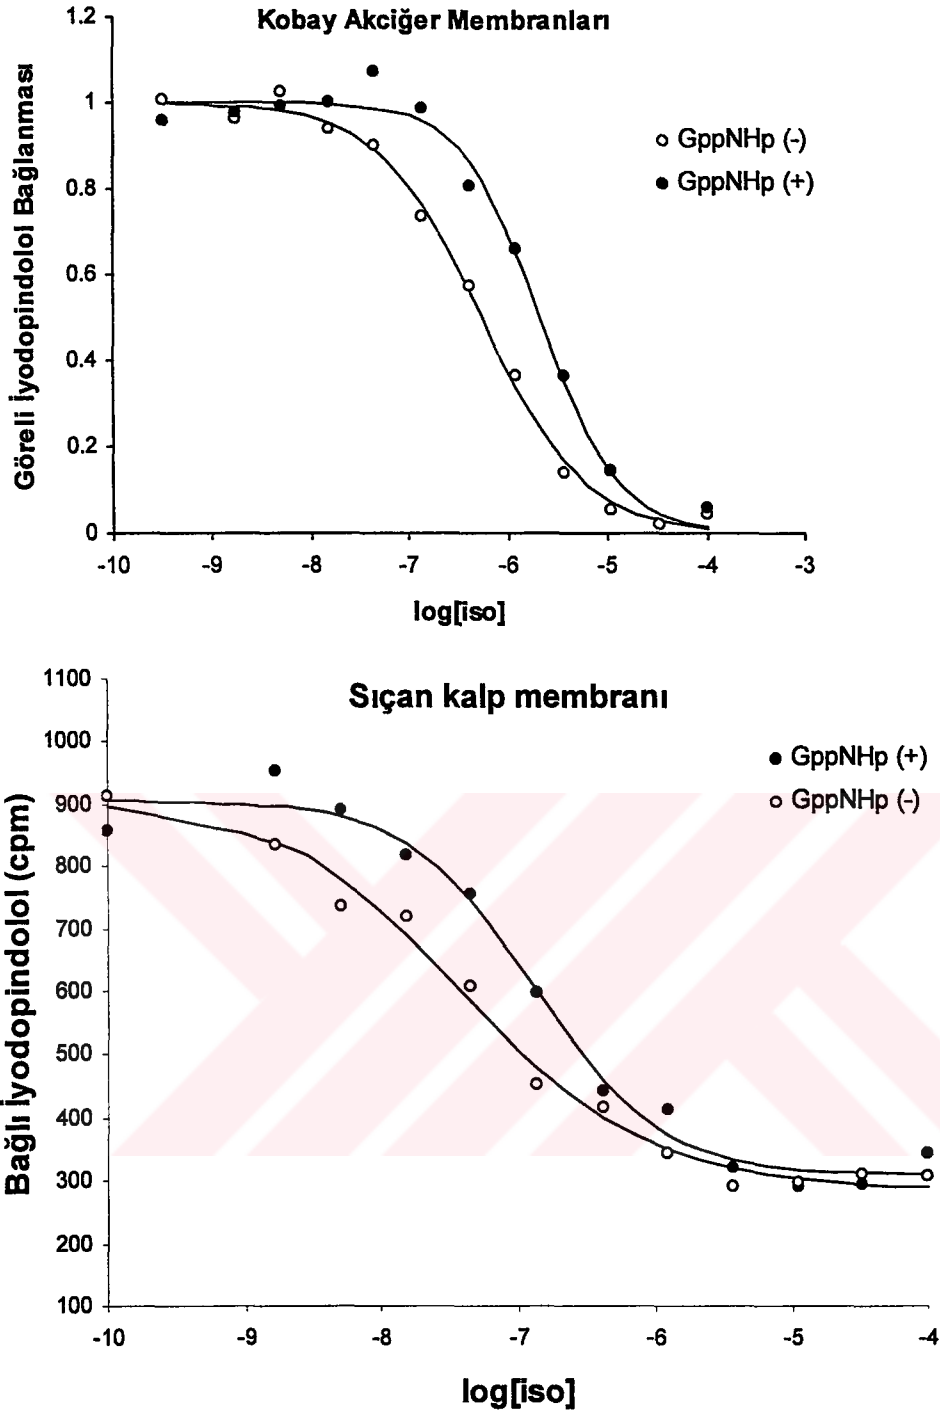 Kobay Akciğer Membranları
Göreli İyodopindolol Bağlanması
1.2
1
0.8
0.6
0.4
0.2
0
GppNHp (-)
GppNHp (+)
-10 -9 -8 -7 -6 -5 -4 -3
log[iso]
Sıçan kalp membranı
Bağlı İyodopindolol (cpm)
1100
1000
900
800
700
600
500
400
300
200
100
GppNHp (+)
GppNHp (-)
-10 -9 -8 -7 -6 -5 -4
log[iso]